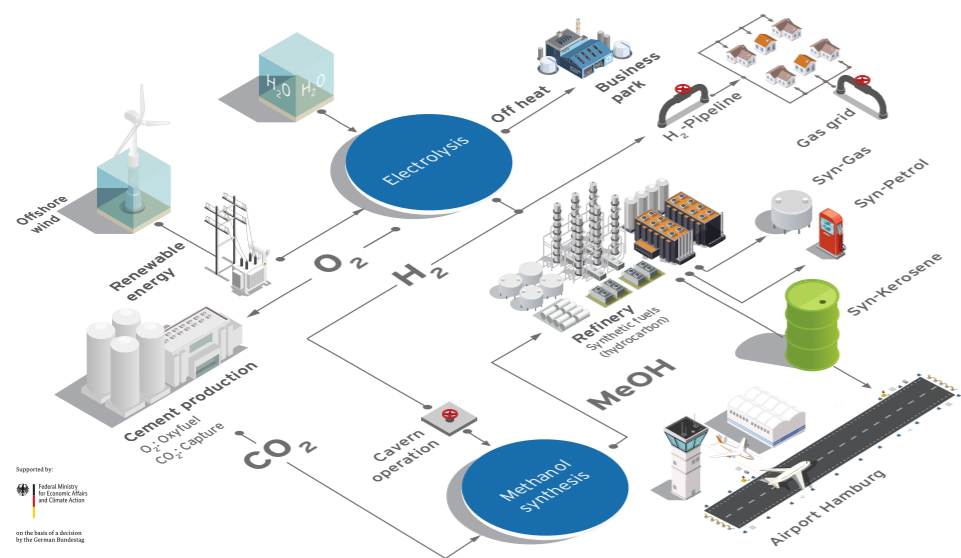 H₂O H₂O
Electrolysis
Off heat
Business
park
H₂-Pipeline
Gas grid
Offshore
wind
Renewable
energy
O₂
H₂
Syn-Gas
Syn-Petrol
Syn-Kerosene
Refinery
Synthetic fuels
(hydrocarbon)
Cement production
O₂: Oxyfuel
CO₂: Capture
CO₂
Cavern
operation
MeOH
Methanol
synthesis
Airport Hamburg
Supported by:
Federal Ministry
for Economic Affairs
and Climate Action
on the basis of a decision
by the German Bundestag